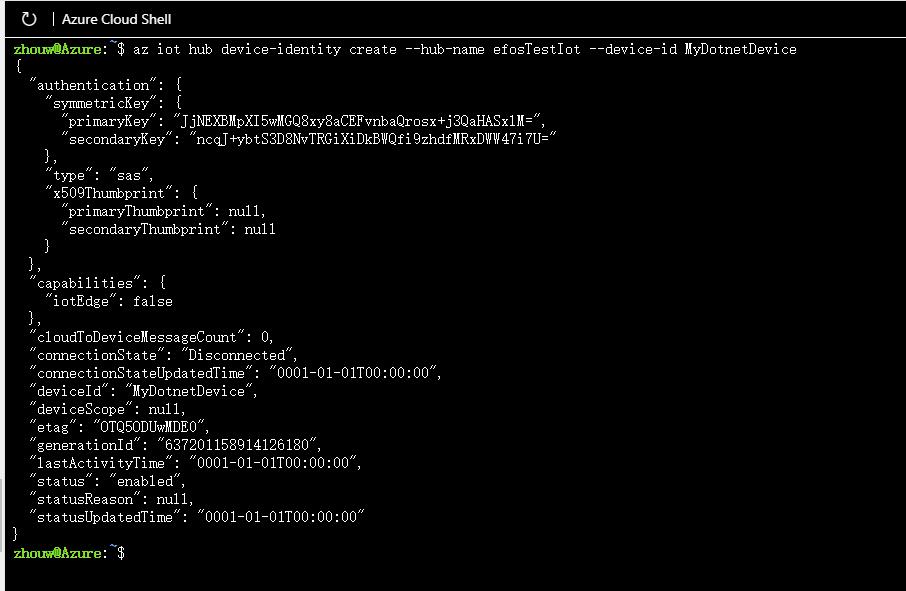 Azure Cloud Shell
zhouw@Azure:~$ az iot hub device-identity create --hub-name efosTestIot --device-id MyDotnetDevice
{
  "authentication": {
    "symmetricKey": {
      "primaryKey": "JjNEXBMpXI5wMGQ8xy8aCEFvnbaQrosx+j3QaHASx1M=",
      "secondaryKey": "ncqJ+ybtS3D8NvTRGiXiDkBWQfi9zhdfMRxDWW47i7U="
    },
    "type": "sas",
    "x509Thumbprint": {
      "primaryThumbprint": null,
      "secondaryThumbprint": null
    }
  },
  "capabilities": {
    "iotEdge": false
  },
  "cloudToDeviceMessageCount": 0,
  "connectionState": "Disconnected",
  "connectionStateUpdatedTime": "0001-01-01T00:00:00",
  "deviceId": "MyDotnetDevice",
  "deviceScope": null,
  "etag": "OTQ5ODUwMDE0",
  "generationId": "637201158914126180",
  "lastActivityTime": "0001-01-01T00:00:00",
  "status": "enabled",
  "statusReason": null,
  "statusUpdatedTime": "0001-01-01T00:00:00"
}
zhouw@Azure:~$